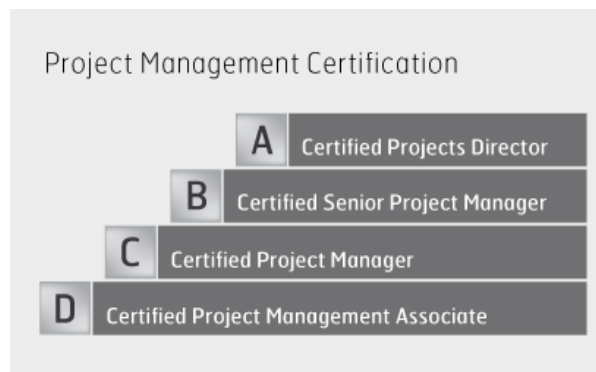 Project Management Certification
A Certified Projects Director
B Certified Senior Project Manager
C Certified Project Manager
D Certified Project Management Associate